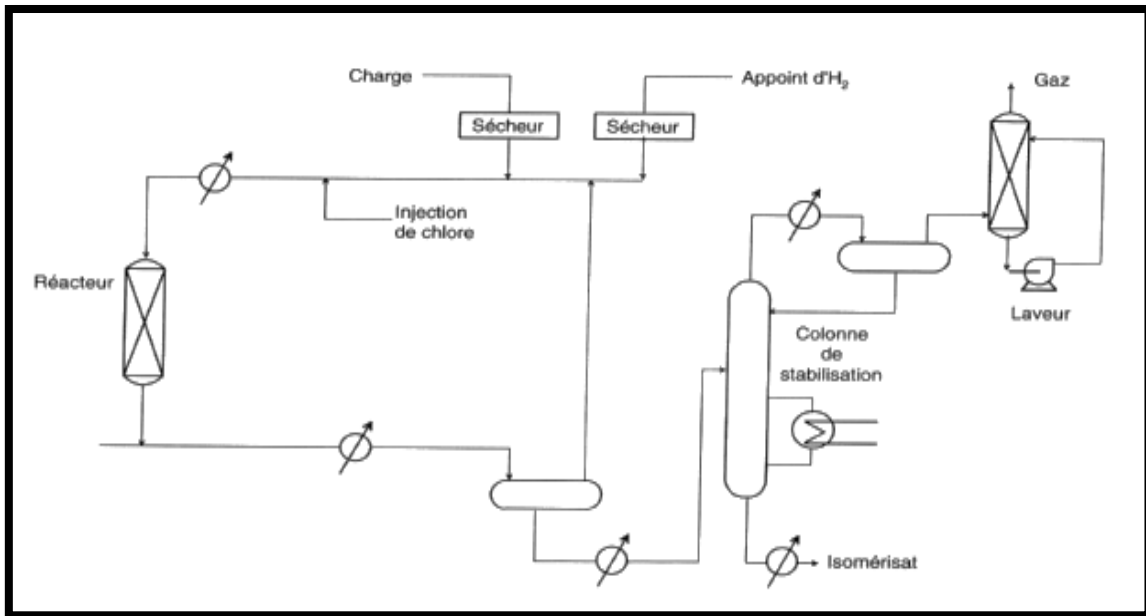 Charge
Appoint d'H₂
Gaz
Sécheur
Sécheur
Injection
de chlore
Réacteur
Laveur
Colonne
de
stabilisation
Isomérisat